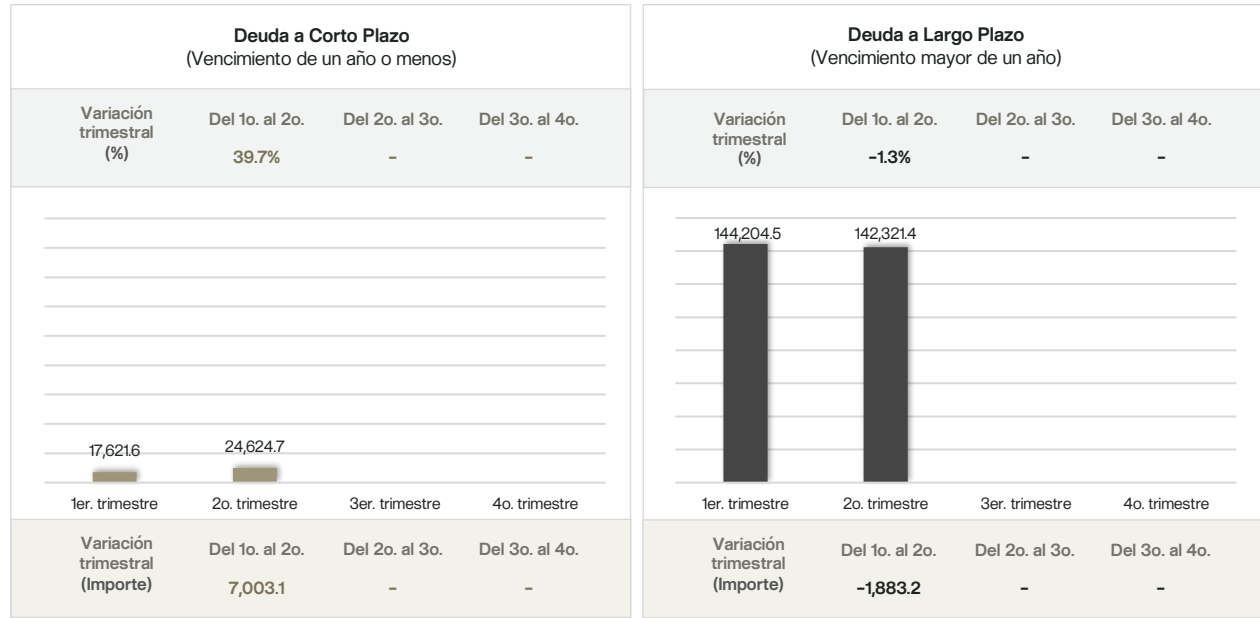 Deuda a Corto Plazo
(Vencimiento de un año o menos)
Variación
trimestral
(%)
Del 1o. al 2o.
Del 2o. al 3o.
Del 3o. al 4o.
39.7%
-
-
17,621.6
24,624.7
1er. trimestre
2o. trimestre
3er. trimestre
4o. trimestre
Variación
trimestral
(Importe)
Del 1o. al 2o.
Del 2o. al 3o.
Del 3o. al 4o.
7,003.1
-
-
Deuda a Largo Plazo
(Vencimiento mayor de un año)
Variación
trimestral
(%)
Del 1o. al 2o.
Del 2o. al 3o.
Del 3o. al 4o.
-1.3%
-
-
144,204.5
142,321.4
1er. trimestre
2o. trimestre
3er. trimestre
4o. trimestre
Variación
trimestral
(Importe)
Del 1o. al 2o.
Del 2o. al 3o.
Del 3o. al 4o.
-1,883.2
-
-